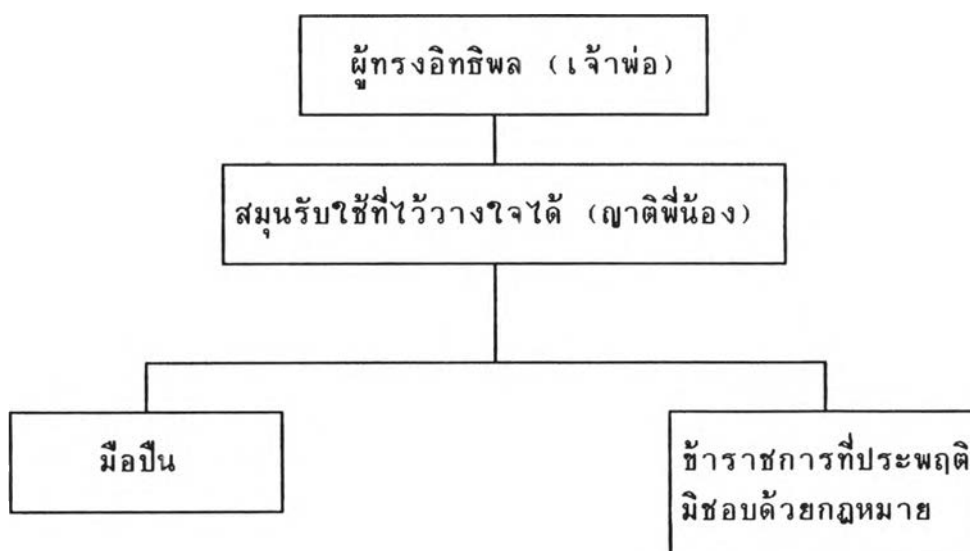 ผู้ทรงอิทธิพล (เจ้าพ่อ)
สมุนรับใช้ที่ไว้วางใจได้ (ญาติพี่น้อง)
มือปืน
ข้าราชการที่ประพฤติ
มิชอบด้วยกฎหมาย